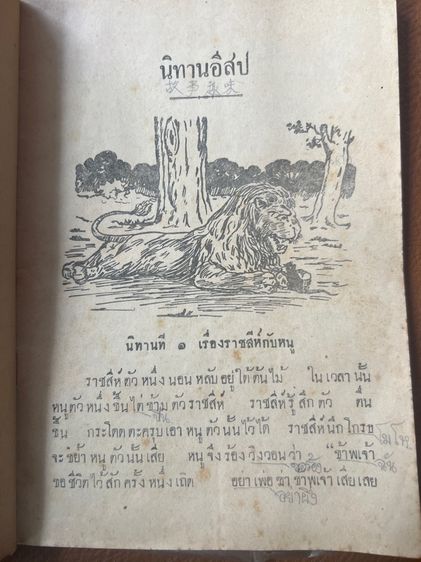 นิทานอีสป
故事
นิทานที่ ๑ เรื่องราชสีห์กับหนู
ราชสีห์ ตัว หนึ่ง นอน หลับ อยู่ ใต้ ต้น ไม้ ใน เวลา นั้น
หนู ตัว หนึ่ง ขึ้น ไต่ ข้าม ตัว ราชสีห์ ราชสีห์ รู้ สึก ตัว ตื่น
ขึ้น กระโดด ตะครุบ เอา หนู ตัว นั้น ไว้ ได้ ราชสีห์ นึก โกรธ
จะ ขย้ำ หนู ตัว นั้น เสีย หนู จึ่ง ร้อง วิงวอน ว่า “ข้าพเจ้า
ฉัน
ขอ ชีวิต ไว้ สัก ครั้ง หนึ่ง เถิด อย่า เพ่อ ฆ่า ข้าพเจ้า เสีย เลย
อย่าพึ่ง